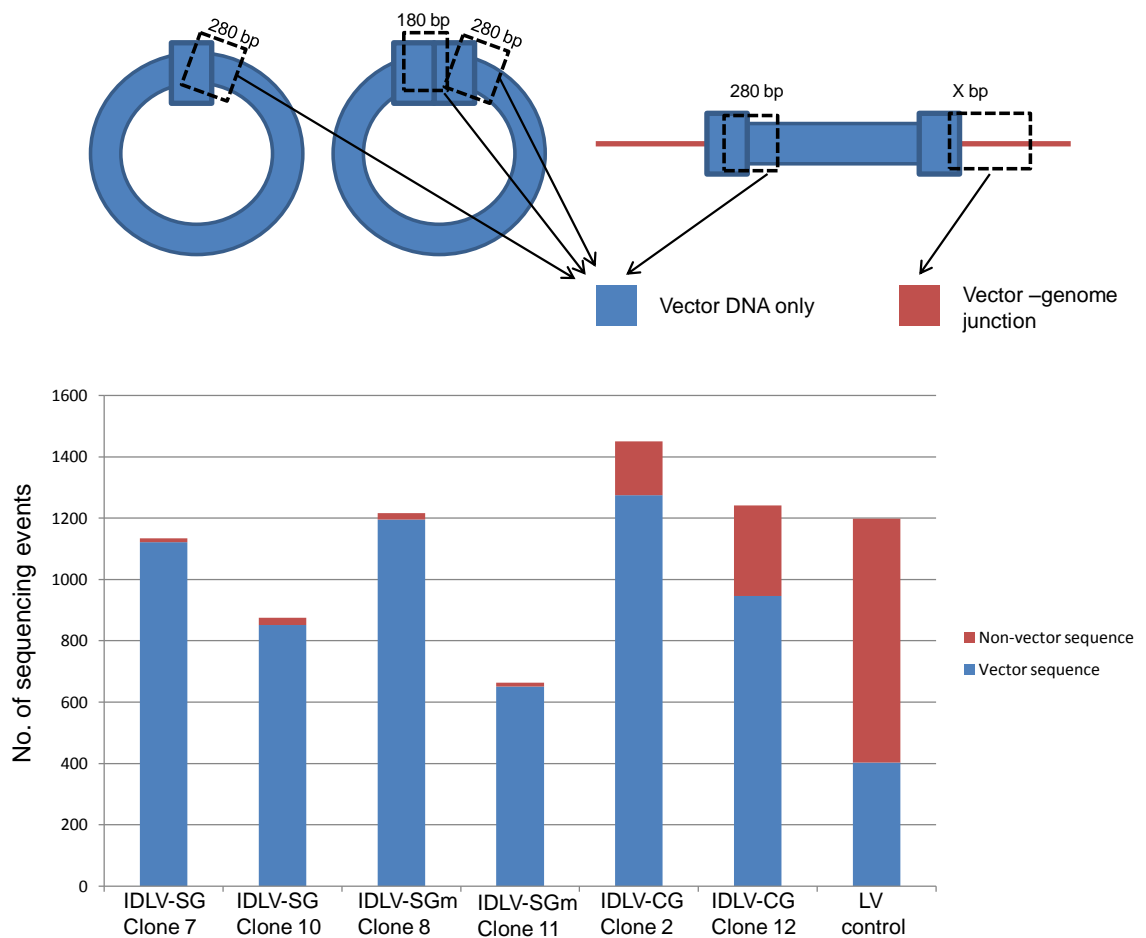 280 bp
180 bp
280 bp
280 bp
X bp
Vector DNA only
Vector –genome
junction
No. of sequencing events
1600
1400
1200
1000
800
600
400
200
0
IDLV-SG
Clone 7
IDLV-SG
Clone 10
IDLV-SGm
Clone 8
IDLV-SGm
Clone 11
IDLV-CG
Clone 2
IDLV-CG
Clone 12
LV
control
Non-vector sequence
Vector sequence